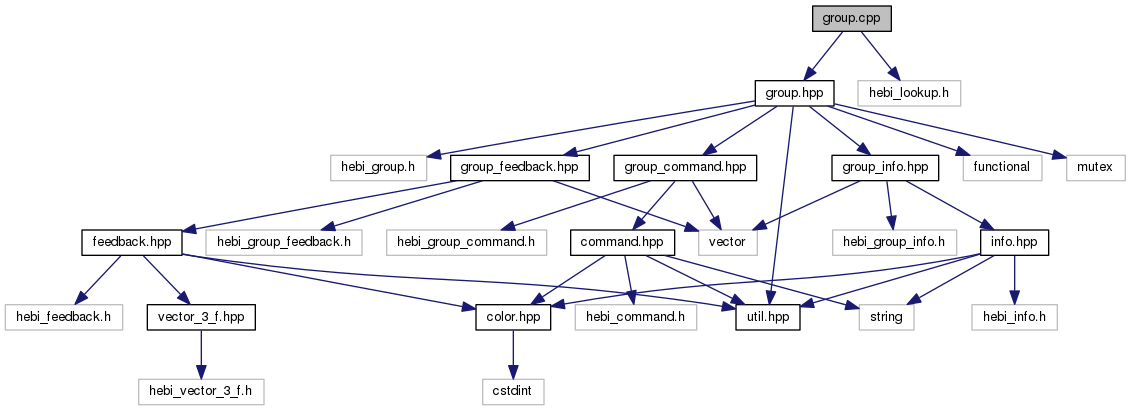 group.cpp
group.hpp
hebi_lookup.h
hebi_group.h
group_feedback.hpp
group_command.hpp
group_info.hpp
functional
mutex
feedback.hpp
hebi_group_feedback.h
hebi_group_command.h
command.hpp
vector
hebi_group_info.h
info.hpp
hebi_feedback.h
vector_3_f.hpp
color.hpp
hebi_command.h
util.hpp
string
hebi_info.h
hebi_vector_3_f.h
cstdint